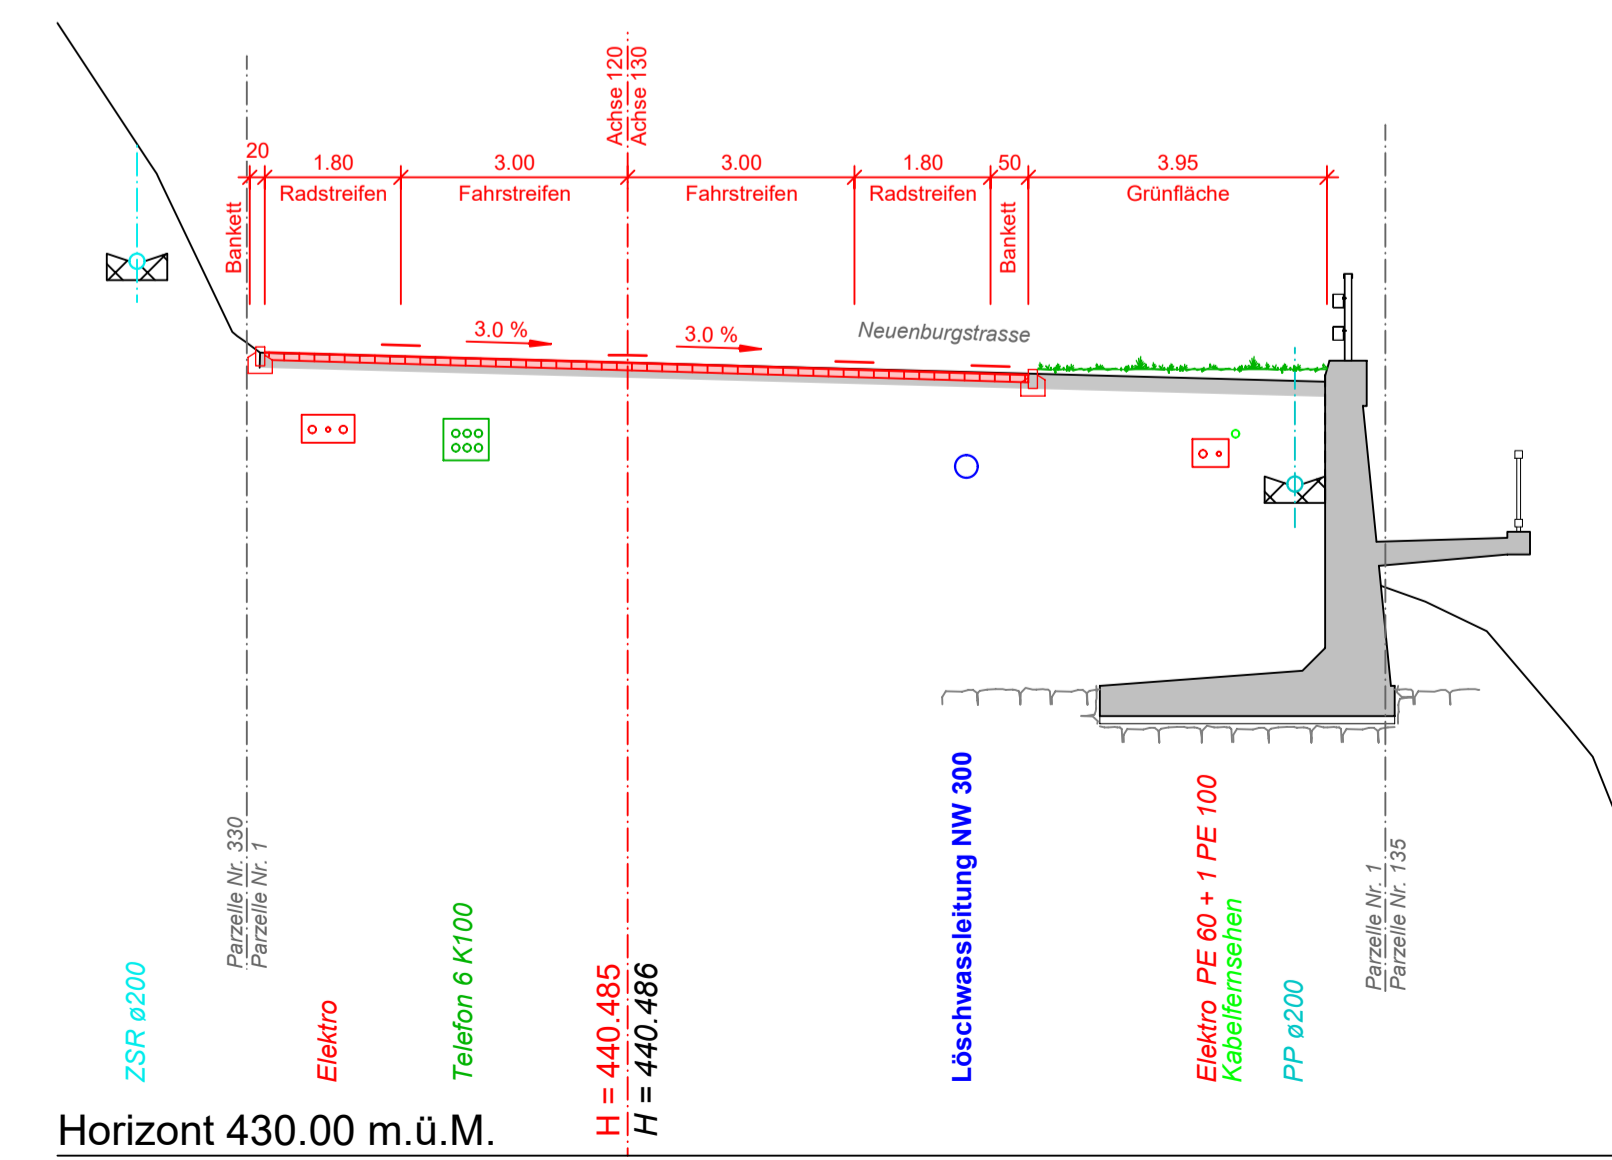 Achse 120
Achse 130
20
1.80
3.00
3.00
1.80
50
3.95
Bankett
Radstreifen
Fahrstreifen
Fahrstreifen
Radstreifen
Bankett
Grünfläche
3.0 %
3.0 %
Neuenburgstrasse
ZSR ø200
Parzelle Nr. 330
Parzelle Nr. 1
Elektro
Telefon 6 K100
H = 440.485
H = 440.486
Löschwassleitung NW 300
Elektro PE 60 + 1 PE 100
Kabelfernsehen
PP ø200
Parzelle Nr. 1
Parzelle Nr. 135
Horizont 430.00 m.ü.M.